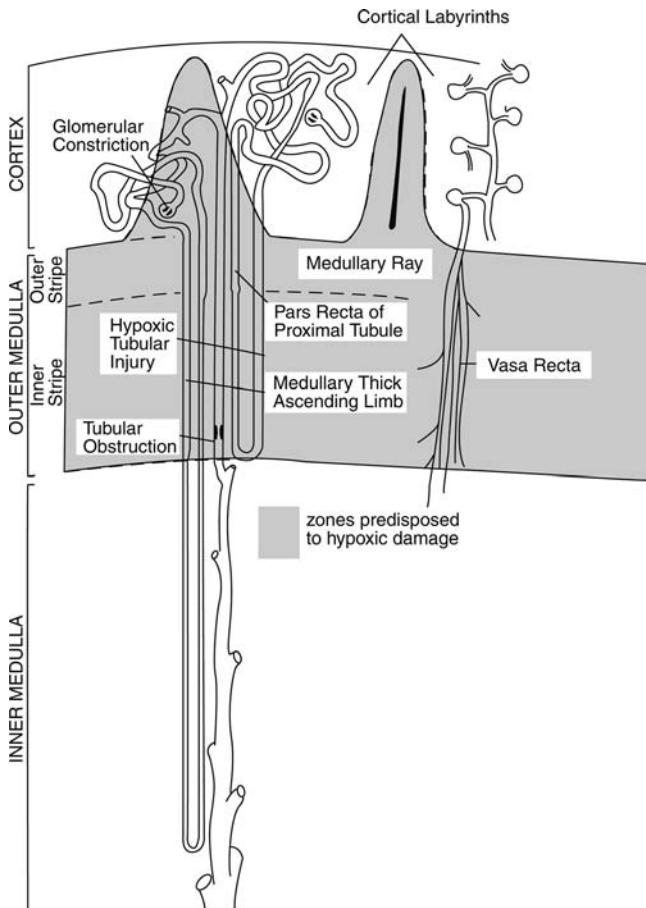 Cortical Labyrinths
Glomerular
Constriction
CORTEX
Medullary Ray
OUTER MEDULLA
Outer
Stripe
Inner
Stripe
Pars Recta of
Proximal Tubule
Hypoxic
Tubular
Injury
Vasa Recta
Medullary Thick
Ascending Limb
Tubular
Obstruction
zones predisposed
to hypoxic damage
INNER MEDULLA